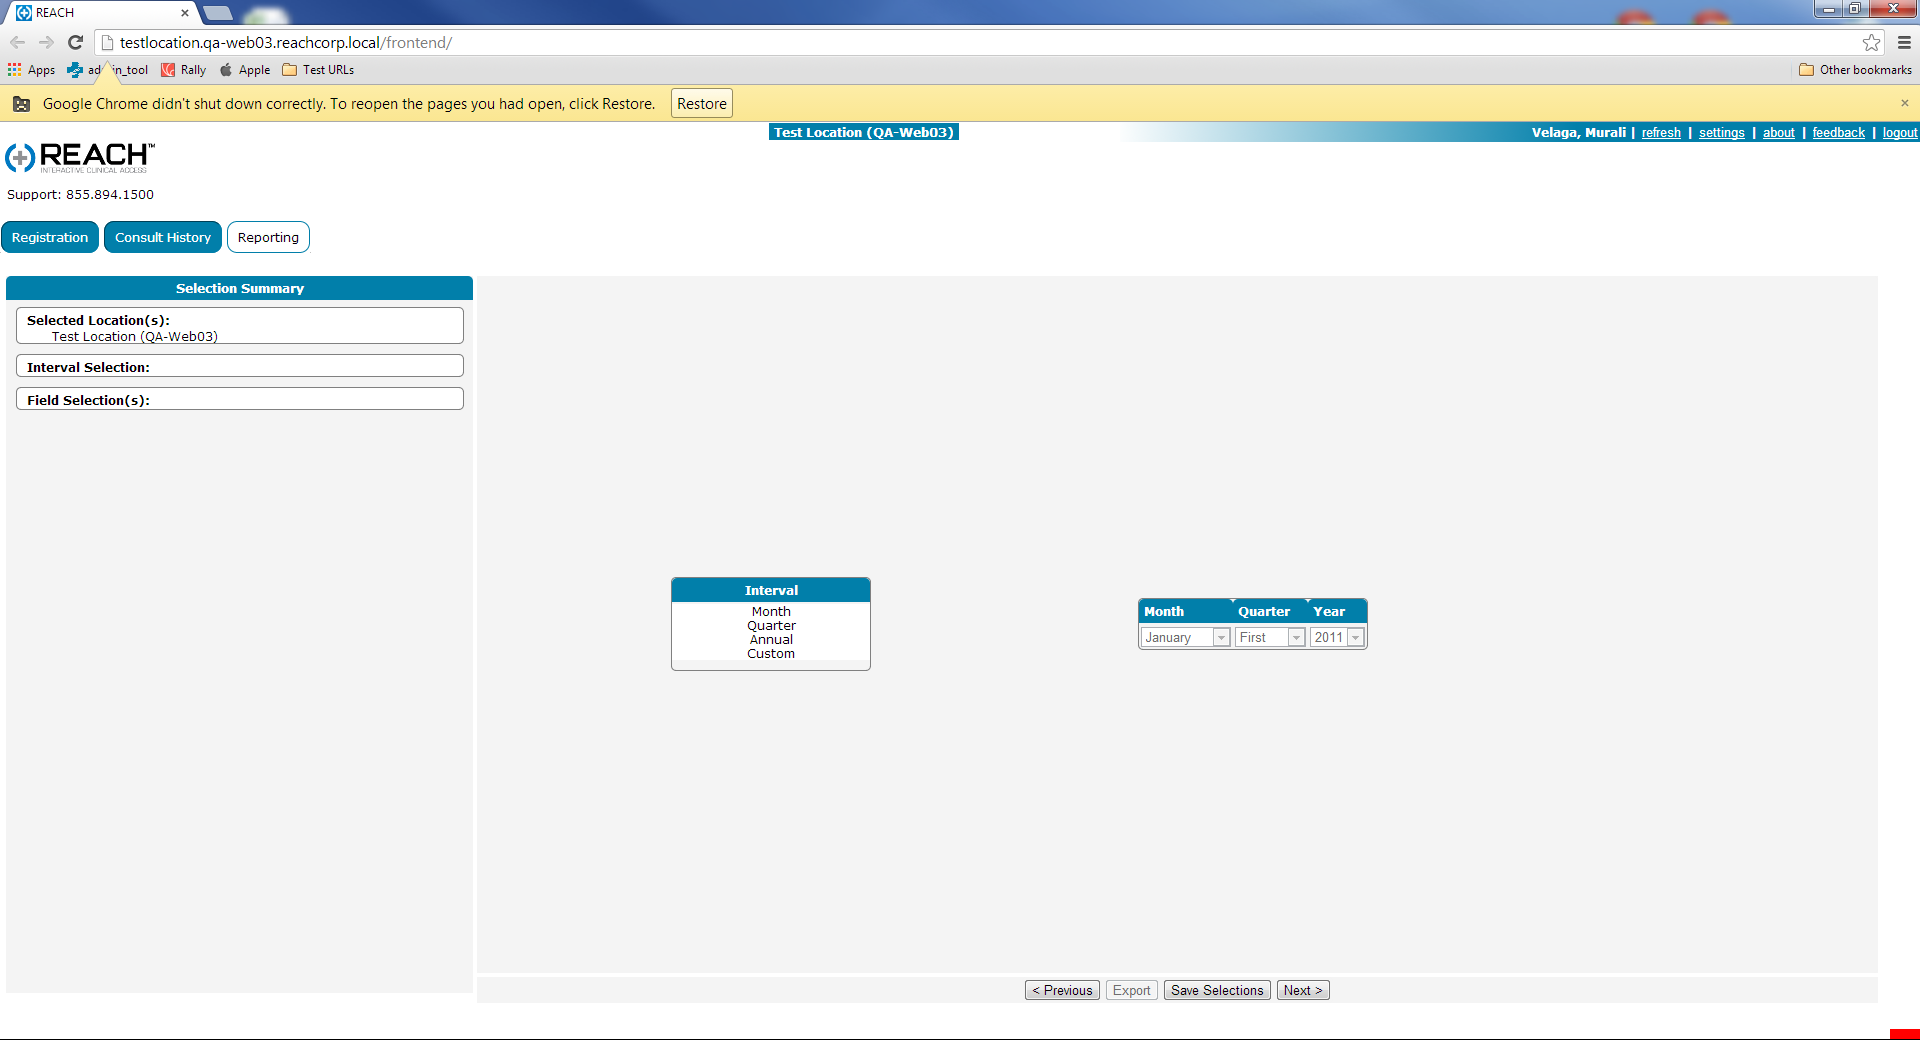 REACH
testlocation.qa-web03.reachcorp.local/frontend/
Apps
Rally
Apple
Test URLs
Other bookmarks
Google Chrome didn't shut down correctly. To reopen the pages you had open, click Restore.
Restore
Test Location (QA-Web03)
Velaga, Murali | refresh | settings | about | feedback | logout
REACH™
INTERACTIVE CLINICAL ACCESS
Support: 855.894.1500
Registration
Consult History
Reporting
Selection Summary
Selected Location(s):
Test Location (QA-Web03)
Interval Selection:
Field Selection(s):
Interval
Month
Quarter
Annual
Custom
Month Quarter Year
January First 2011
< Previous
Export
Save Selections
Next >